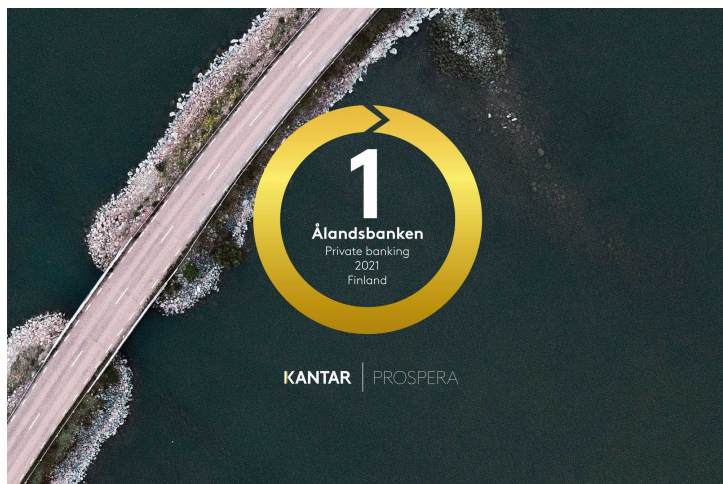 1
Ålandsbanken
Private banking
2021
Finland
KANTAR | PROSPERA